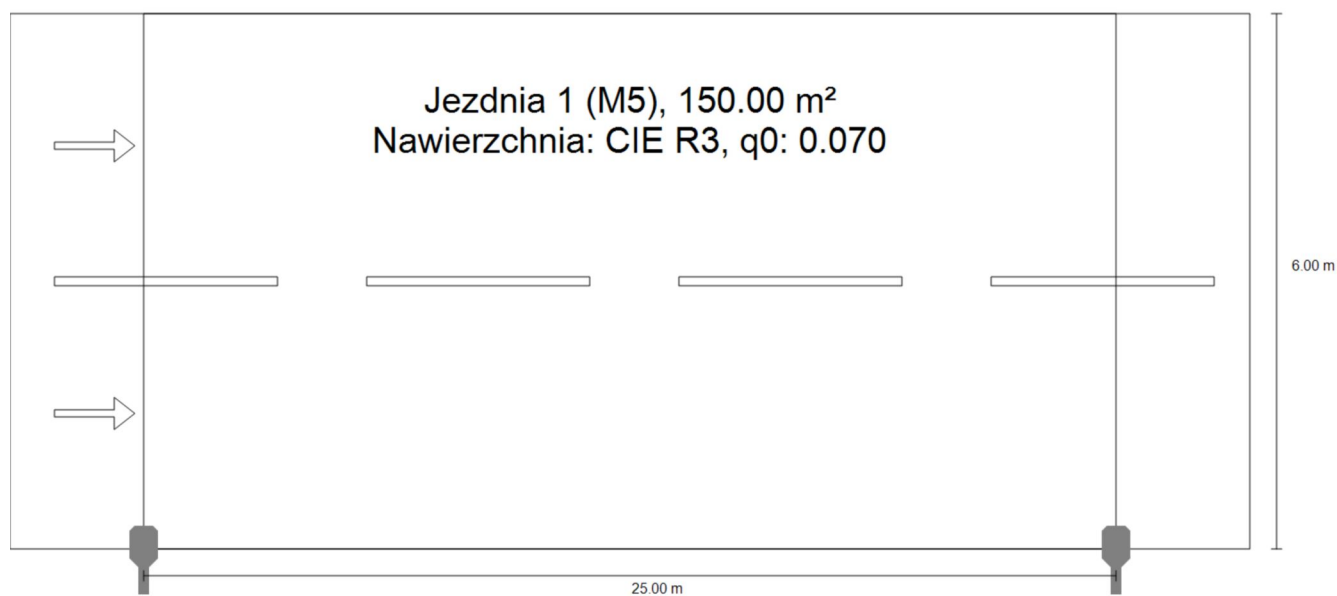 Jezdnia 1 (M5), 150.00 m²
Nawierzchnia: CIE R3, q0: 0.070
6.00 m
25.00 m